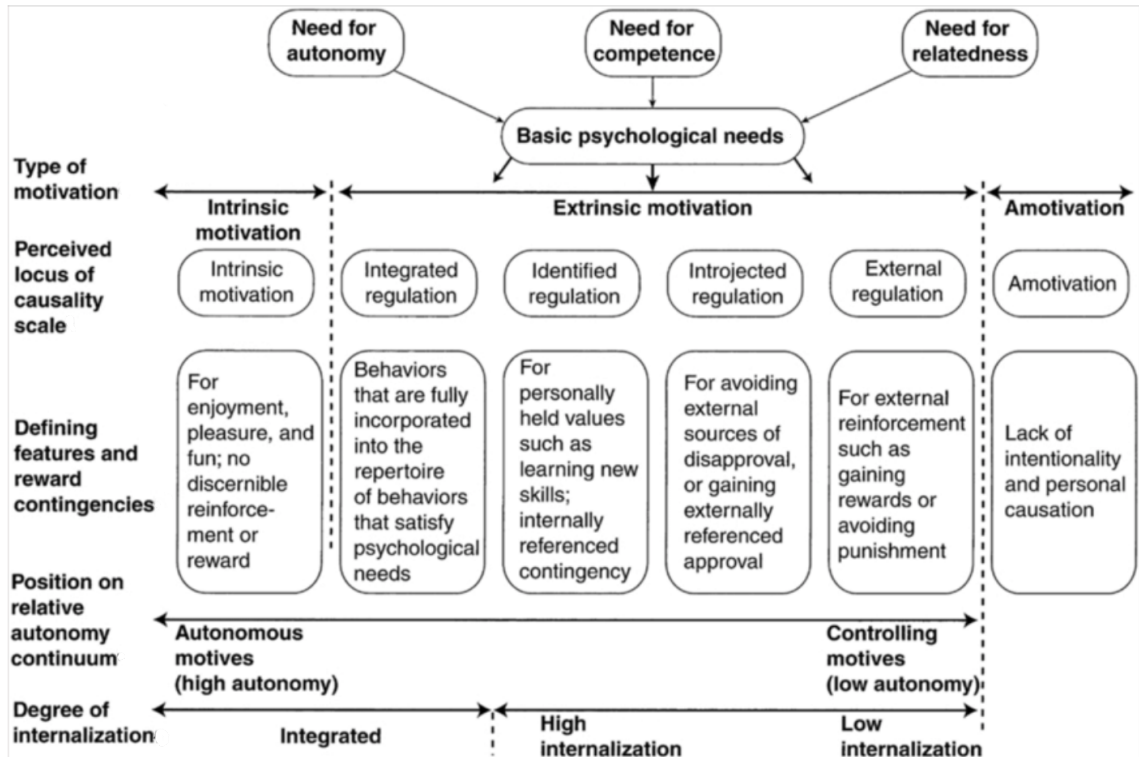 Need for
autonomy
Need for
competence
Need for
relatedness
Basic psychological needs
Type of
motivation
Intrinsic
motivation
Extrinsic motivation
Amotivation
Perceived
locus of
causality
scale
Intrinsic
motivation
Integrated
regulation
Identified
regulation
Introjected
regulation
External
regulation
Amotivation
Defining
features and
reward
contingencies
For
enjoyment,
pleasure, and
fun; no
discernible
reinforce-
ment or
reward
Behaviors
that are fully
incorporated
into the
repertoire
of behaviors
that satisfy
psychological
needs
For
personally
held values
such as
learning new
skills;
internally
referenced
contingency
For avoiding
external
sources of
disapproval,
or gaining
externally
referenced
approval
For external
reinforcement
such as
gaining
rewards or
avoiding
punishment
Lack of
intentionality
and personal
causation
Position on
relative
autonomy
continuum
Autonomous
motives
(high autonomy)
Controlling
motives
(low autonomy)
Degree of
internalization
Integrated
High
internalization
Low
internalization